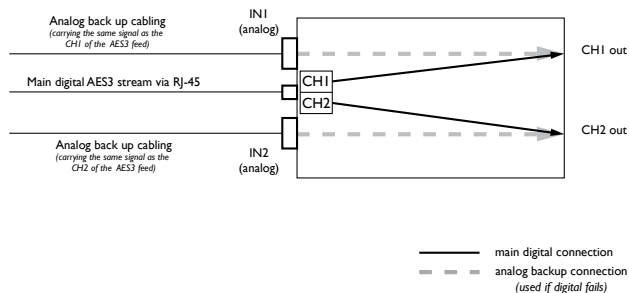 Analog back up cabling
(carrying the same signal as the
CH1 of the AES3 feed)
IN1
(analog)
CH1 out
Main digital AES3 stream via RJ-45
CH1
CH2
CH2 out
Analog back up cabling
(carrying the same signal as the
CH2 of the AES3 feed)
IN2
(analog)
main digital connection
analog backup connection
(used if digital fails)